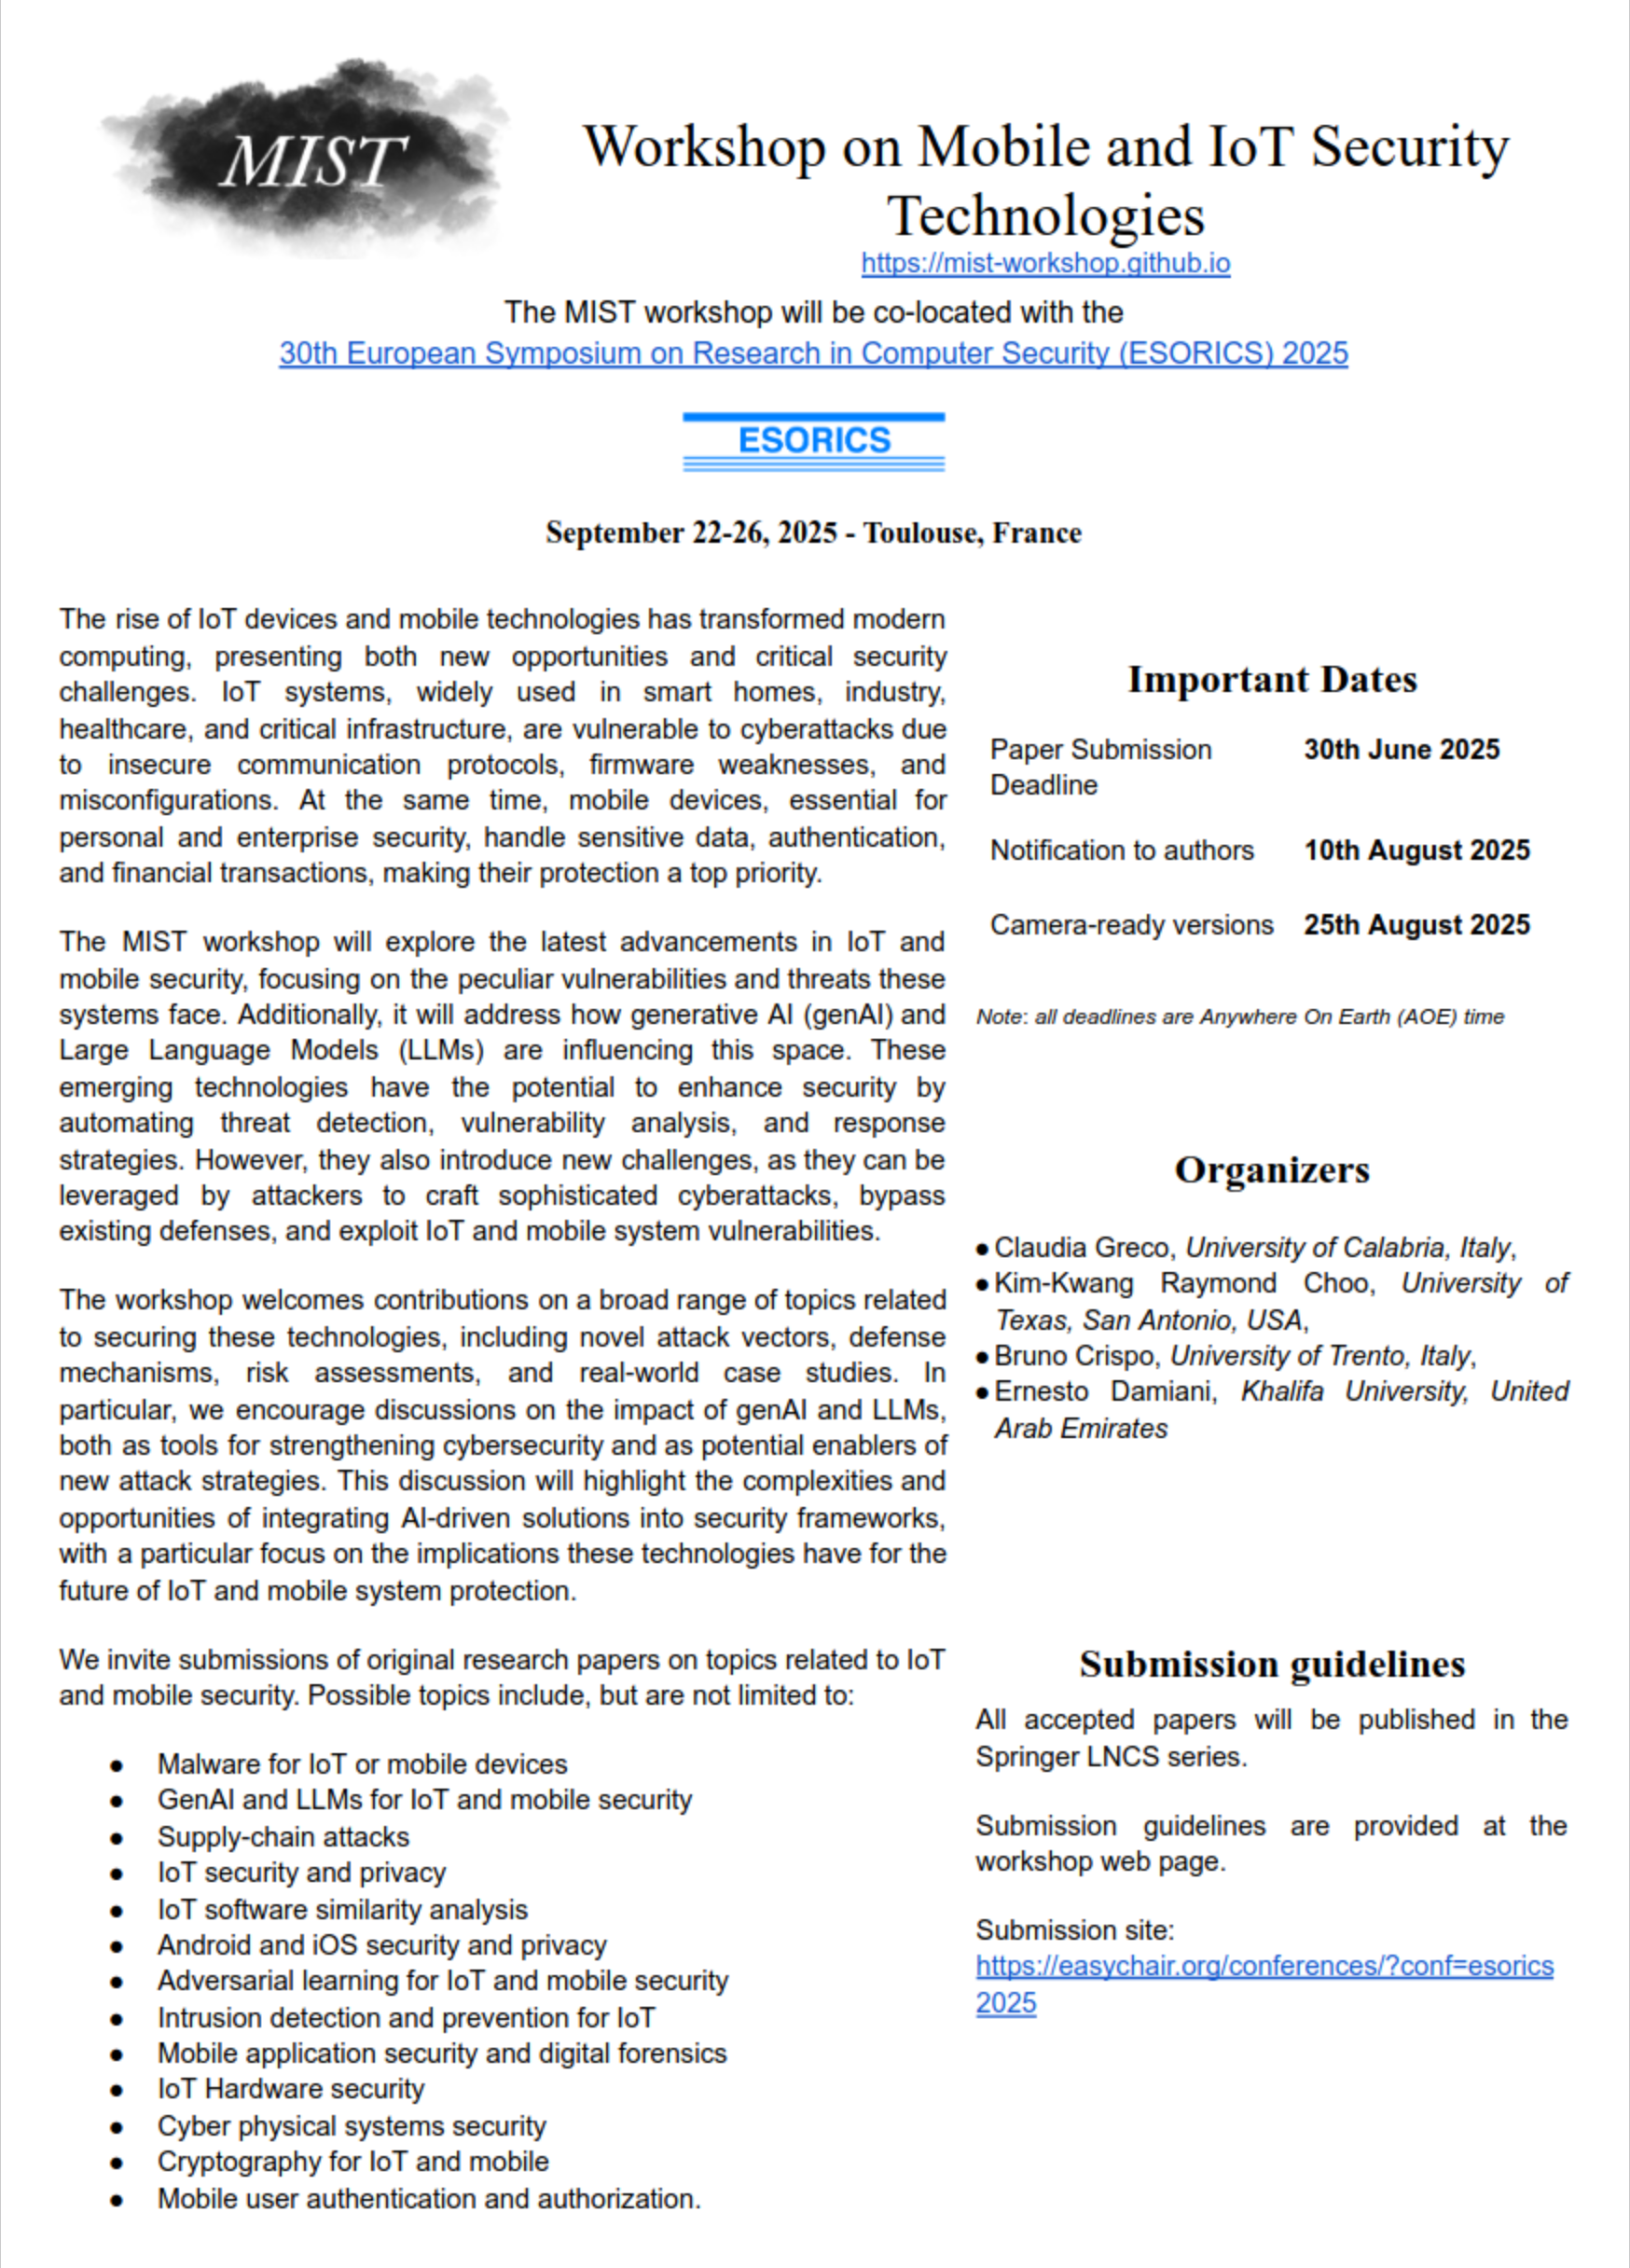 MIST
Workshop on Mobile and IoT Security
Technologies
https://mist-workshop.github.io
The MIST workshop will be co-located with the
30th European Symposium on Research in Computer Security (ESORICS) 2025
ESORICS
September 22-26, 2025 - Toulouse, France
The rise of IoT devices and mobile technologies has transformed modern
computing, presenting both new opportunities and critical security
challenges. IoT systems, widely used in smart homes, industry,
healthcare, and critical infrastructure, are vulnerable to cyberattacks due
to insecure communication protocols, firmware weaknesses, and
misconfigurations. At the same time, mobile devices, essential for
personal and enterprise security, handle sensitive data, authentication,
and financial transactions, making their protection a top priority.
The MIST workshop will explore the latest advancements in IoT and
mobile security, focusing on the peculiar vulnerabilities and threats these
systems face. Additionally, it will address how generative AI (genAI) and
Large Language Models (LLMs) are influencing this space. These
emerging technologies have the potential to enhance security by
automating threat detection, vulnerability analysis, and response
strategies. However, they also introduce new challenges, as they can be
leveraged by attackers to craft sophisticated cyberattacks, bypass
existing defenses, and exploit IoT and mobile system vulnerabilities.
The workshop welcomes contributions on a broad range of topics related
to securing these technologies, including novel attack vectors, defense
mechanisms, risk assessments, and real-world case studies. In
particular, we encourage discussions on the impact of genAI and LLMs,
both as tools for strengthening cybersecurity and as potential enablers of
new attack strategies. This discussion will highlight the complexities and
opportunities of integrating AI-driven solutions into security frameworks,
with a particular focus on the implications these technologies have for the
future of IoT and mobile system protection.
We invite submissions of original research papers on topics related to IoT
and mobile security. Possible topics include, but are not limited to:
● Malware for IoT or mobile devices
● GenAI and LLMs for IoT and mobile security
● Supply-chain attacks
● IoT security and privacy
● IoT software similarity analysis
● Android and iOS security and privacy
● Adversarial learning for IoT and mobile security
● Intrusion detection and prevention for IoT
● Mobile application security and digital forensics
● IoT Hardware security
● Cyber physical systems security
● Cryptography for IoT and mobile
● Mobile user authentication and authorization.
Important Dates
Paper Submission 30th June 2025
Deadline
Notification to authors 10th August 2025
Camera-ready versions 25th August 2025
Note: all deadlines are Anywhere On Earth (AOE) time
Organizers
● Claudia Greco, University of Calabria, Italy,
● Kim-Kwang Raymond Choo, University of
Texas, San Antonio, USA,
● Bruno Crispo, University of Trento, Italy,
● Ernesto Damiani, Khalifa University, United
Arab Emirates
Submission guidelines
All accepted papers will be published in the
Springer LNCS series.
Submission guidelines are provided at the
workshop web page.
Submission site:
https://easychair.org/conferences/?conf=esorics
2025